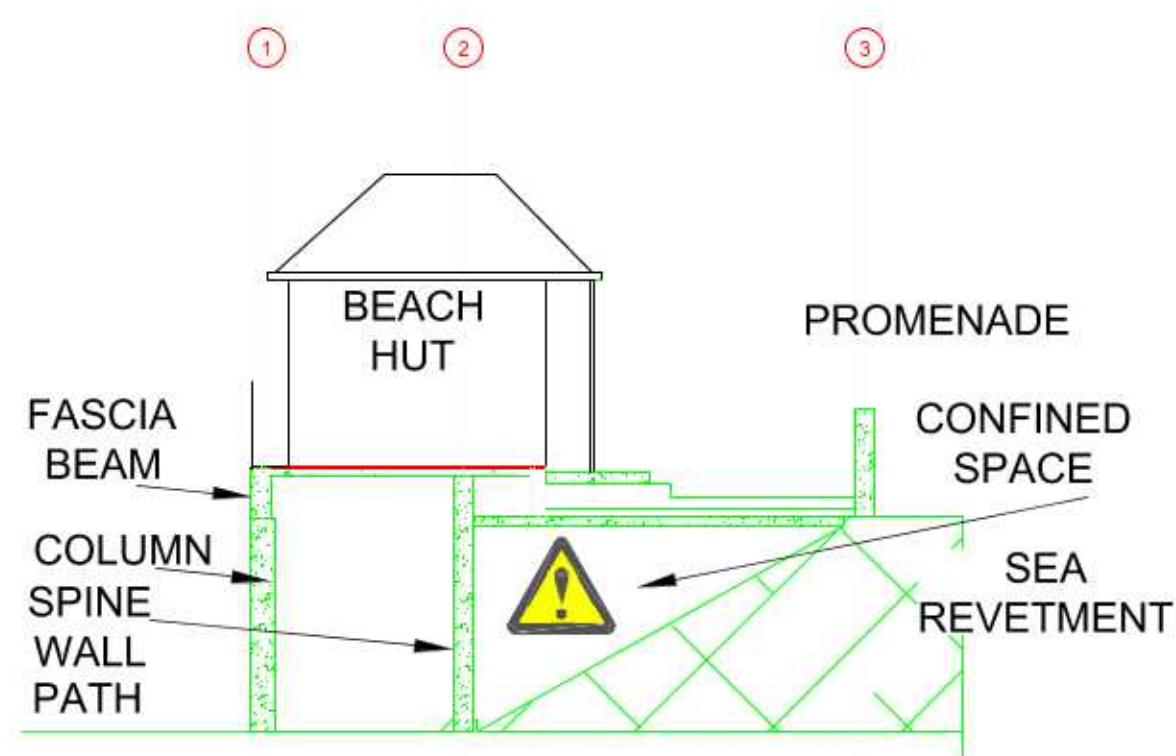 1
2
3
BEACH
HUT
PROMENADE
FASCIA
BEAM
CONFINED
SPACE
COLUMN
SPINE
WALL
PATH
SEA
REVETMENT
!